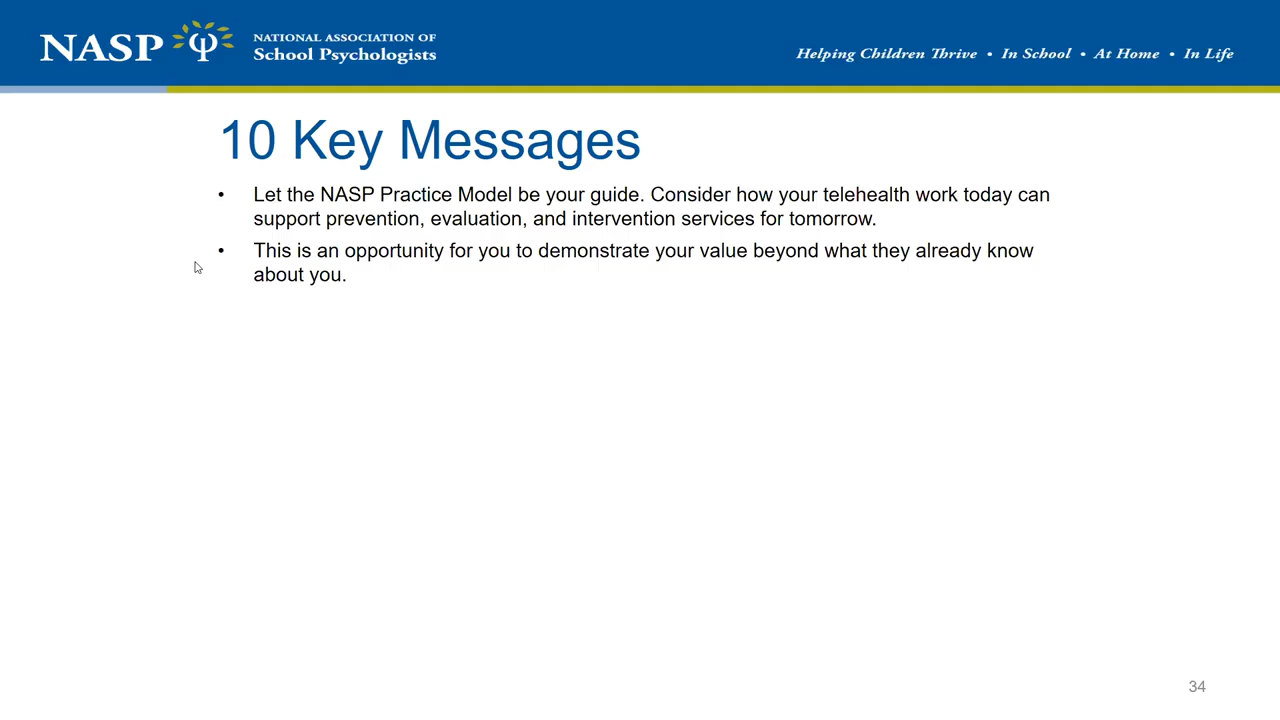 NASP
NATIONAL ASSOCIATION OF
School Psychologists
Helping Children Thrive • In School • At Home • In Life
10 Key Messages
• Let the NASP Practice Model be your guide. Consider how your telehealth work today can
support prevention, evaluation, and intervention services for tomorrow.
• This is an opportunity for you to demonstrate your value beyond what they already know
about you.
34